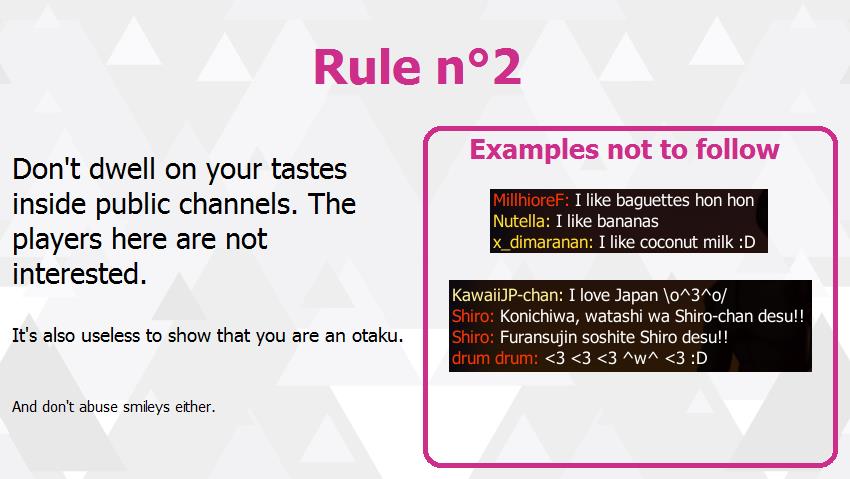 Rule n°2
Don't dwell on your tastes
inside public channels. The
players here are not
interested.
It's also useless to show that you are an otaku.
And don't abuse smileys either.
Examples not to follow
MillhioreF: I like baguettes hon hon
Nutella: I like bananas
x_dimaranan: I like coconut milk :D
KawaiiJP-chan: I love Japan \o^3^o/
Shiro: Konichiwa, watashi wa Shiro-chan desu!!
Shiro: Furansujin soshite Shiro desu!!
drum drum: <3 <3 <3 ^w^ <3 :D